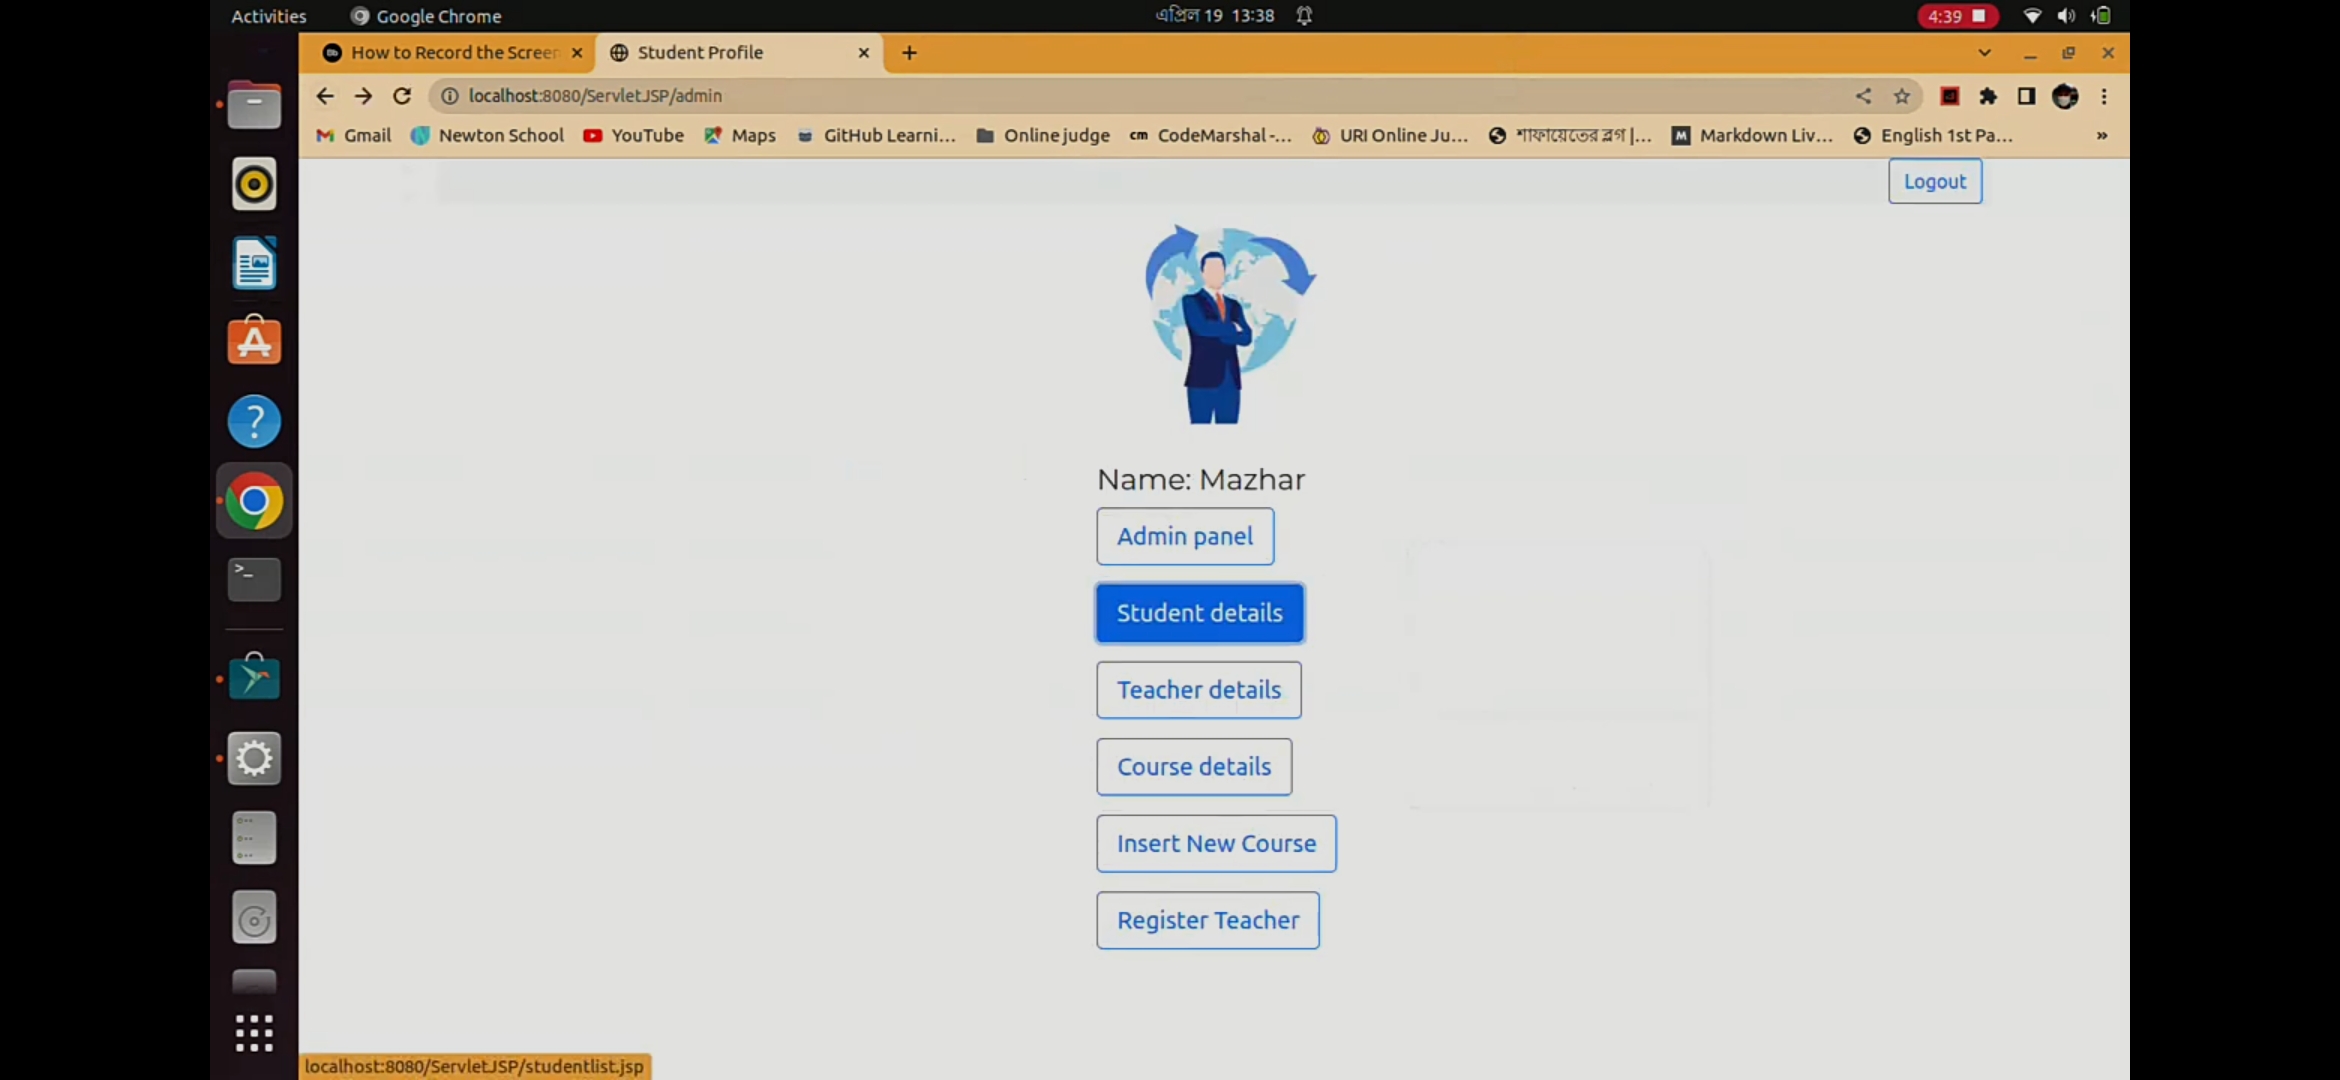 Activities Google Chrome এপ্রিল 19 13:38 4:39
How to Record the Screen Student Profile
localhost:8080/ServletJSP/admin
Gmail Newton School YouTube Maps GitHub Learni... Online judge cm CodeMarshal -... URI Online Ju... শাফায়েতের ব্লগ |... M Markdown Liv... English 1st Pa... »
Logout
Name: Mazhar
Admin panel
Student details
Teacher details
Course details
Insert New Course
Register Teacher
localhost:8080/ServletJSP/studentlist.jsp